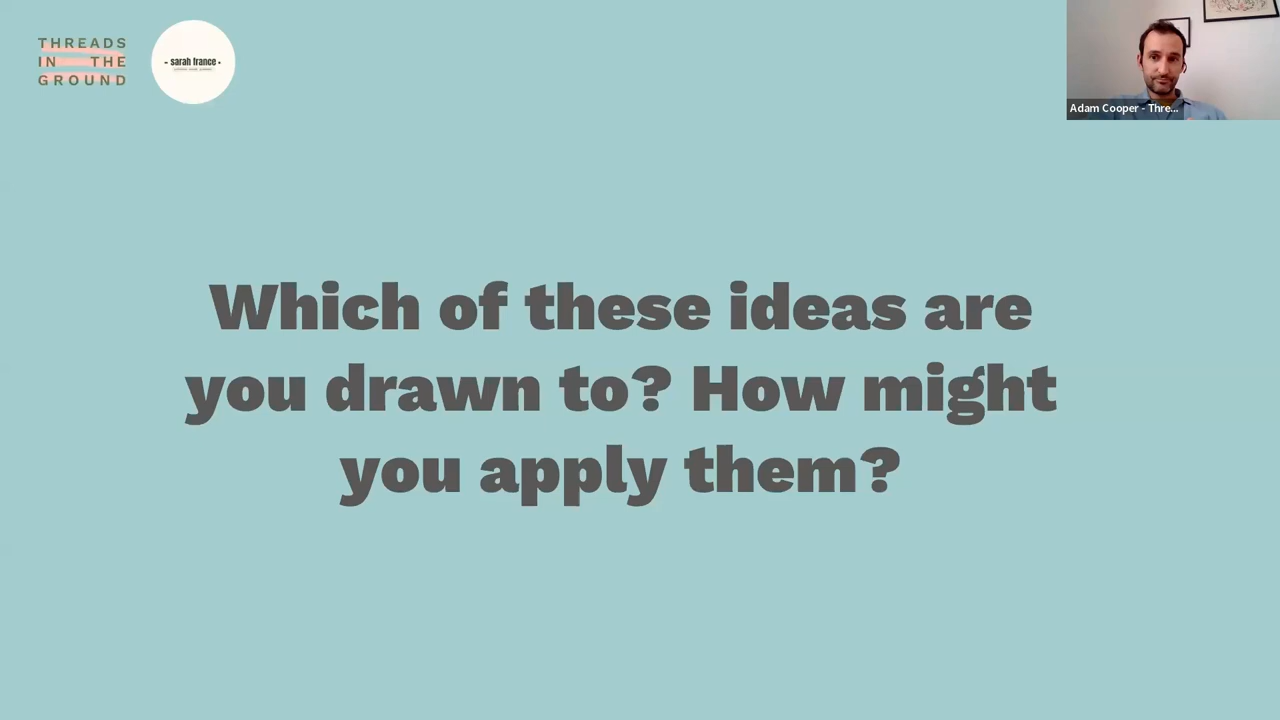 THREADS
IN THE
GROUND
- sarah france -
Adam Cooper - Thre...
Which of these ideas are
you drawn to? How might
you apply them?